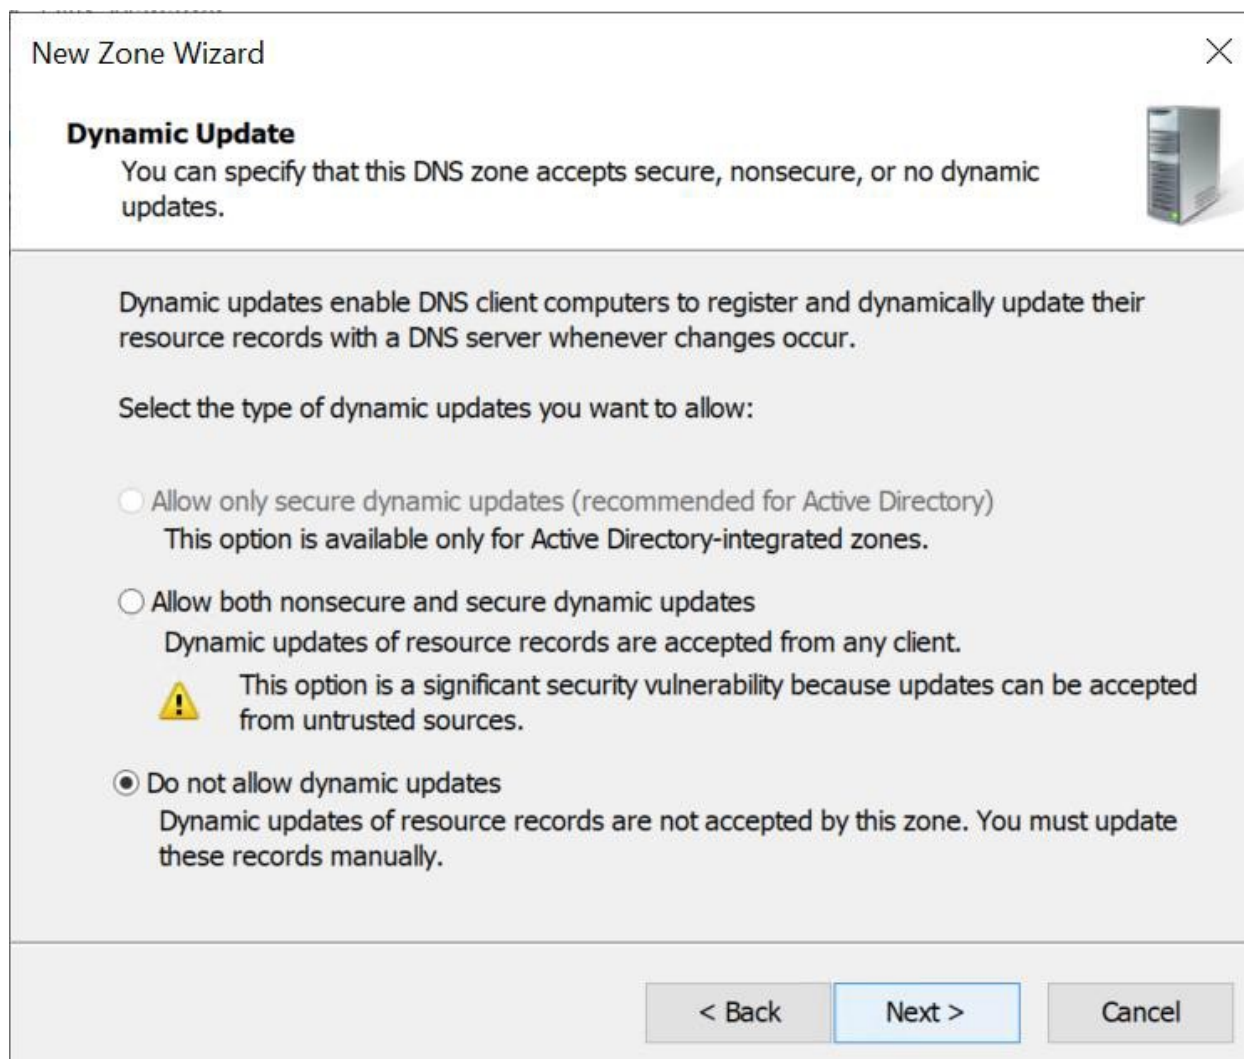 New Zone Wizard
Dynamic Update
You can specify that this DNS zone accepts secure, nonsecure, or no dynamic
updates.
Dynamic updates enable DNS client computers to register and dynamically update their
resource records with a DNS server whenever changes occur.
Select the type of dynamic updates you want to allow:
Allow only secure dynamic updates (recommended for Active Directory)
This option is available only for Active Directory-integrated zones.
Allow both nonsecure and secure dynamic updates
Dynamic updates of resource records are accepted from any client.
This option is a significant security vulnerability because updates can be accepted
from untrusted sources.
Do not allow dynamic updates
Dynamic updates of resource records are not accepted by this zone. You must update
these records manually.
< Back Next > Cancel